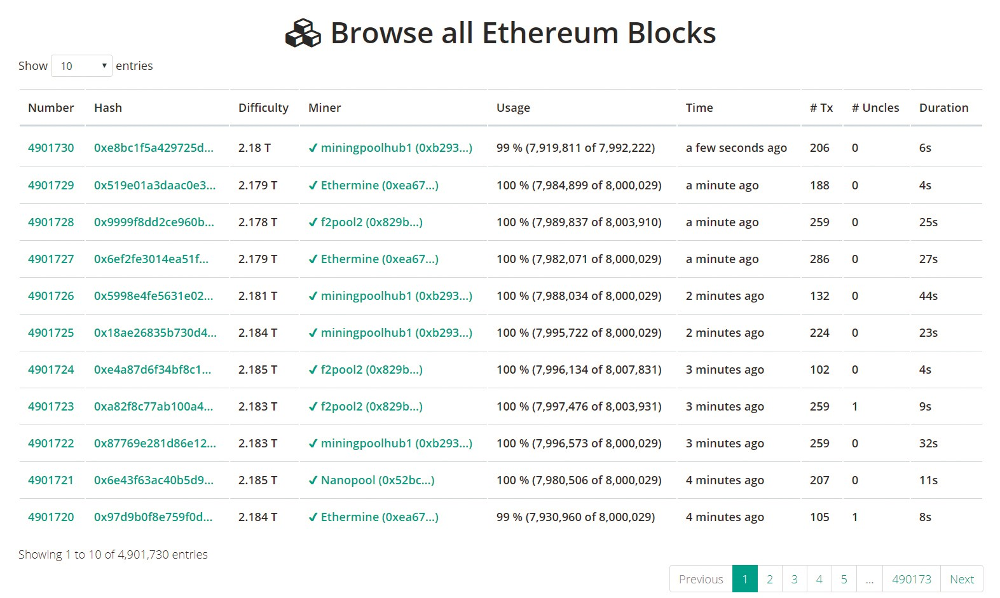 Browse all Ethereum Blocks
Show 10 entries
Number Hash Difficulty Miner Usage Time # Tx # Uncles Duration
4901730 0xe8bc1f5a429725d... 2.18 T miningpoolhub1 (0xb293...) 99 % (7,919,811 of 7,992,222) a few seconds ago 206 0 6s
4901729 0x519e01a3daac0e3... 2.179 T Ethermine (0xea67...) 100 % (7,984,899 of 8,000,029) a minute ago 188 0 4s
4901728 0x9999f8dd2ce960b... 2.178 T f2pool2 (0x829b...) 100 % (7,989,837 of 8,003,910) a minute ago 259 0 25s
4901727 0x6ef2fe3014ea51f... 2.179 T Ethermine (0xea67...) 100 % (7,982,071 of 8,000,029) a minute ago 286 0 27s
4901726 0x5998e4fe5631e02... 2.181 T miningpoolhub1 (0xb293...) 100 % (7,988,034 of 8,000,029) 2 minutes ago 132 0 44s
4901725 0x18ae26835b730d4... 2.184 T miningpoolhub1 (0xb293...) 100 % (7,995,722 of 8,000,029) 2 minutes ago 224 0 23s
4901724 0xe4a87d6f34bf8c1... 2.185 T f2pool2 (0x829b...) 100 % (7,996,134 of 8,007,831) 3 minutes ago 102 0 4s
4901723 0xa82f8c77ab100a4... 2.183 T f2pool2 (0x829b...) 100 % (7,997,476 of 8,003,931) 3 minutes ago 259 1 9s
4901722 0x87769e281d86e12... 2.183 T miningpoolhub1 (0xb293...) 100 % (7,996,573 of 8,000,029) 3 minutes ago 259 0 32s
4901721 0x6e43f63ac40b5d9... 2.185 T Nanopool (0x52bc...) 100 % (7,980,506 of 8,000,029) 4 minutes ago 207 0 11s
4901720 0x97d9b0f8e759f0d... 2.184 T Ethermine (0xea67...) 99 % (7,930,960 of 8,000,029) 4 minutes ago 105 1 8s
Showing 1 to 10 of 4,901,730 entries
Previous 1 2 3 4 5 ... 490173 Next